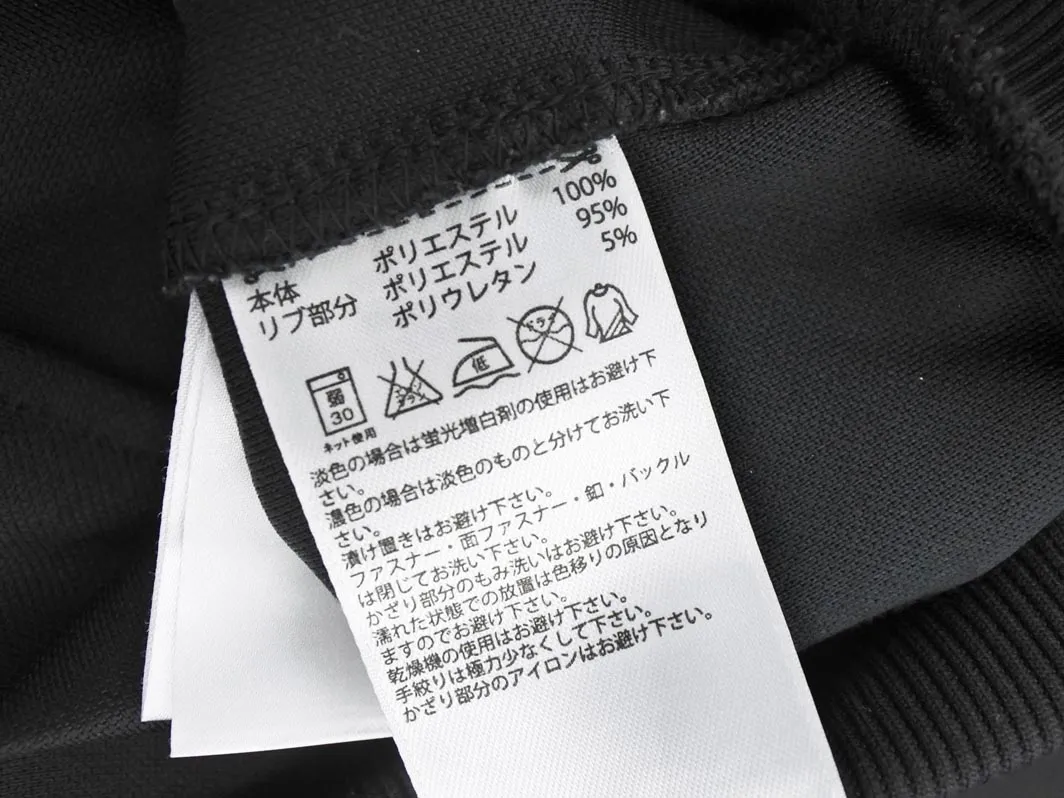 100%
本体 ポリエステル 95%
リブ部分 ポリエステル 5%
ポリウレタン
弱
30
ネット使用
エンソ
サラシ
低
ドライ
淡色の場合は蛍光増白剤の使用はお避け下
さい。
濃色の場合は淡色のものと分けてお洗い下
さい。
漬け置きはお避け下さい。
ファスナー・面ファスナー・釦・バックル
は閉じてお洗い下さい。
かざり部分のもみ洗いはお避け下さい。
濡れた状態での放置は色移りの原因となり
ますのでお避け下さい。
乾燥機の使用はお避け下さい。
手絞りは極力少なくして下さい。
かざり部分のアイロンはお避け下さい。